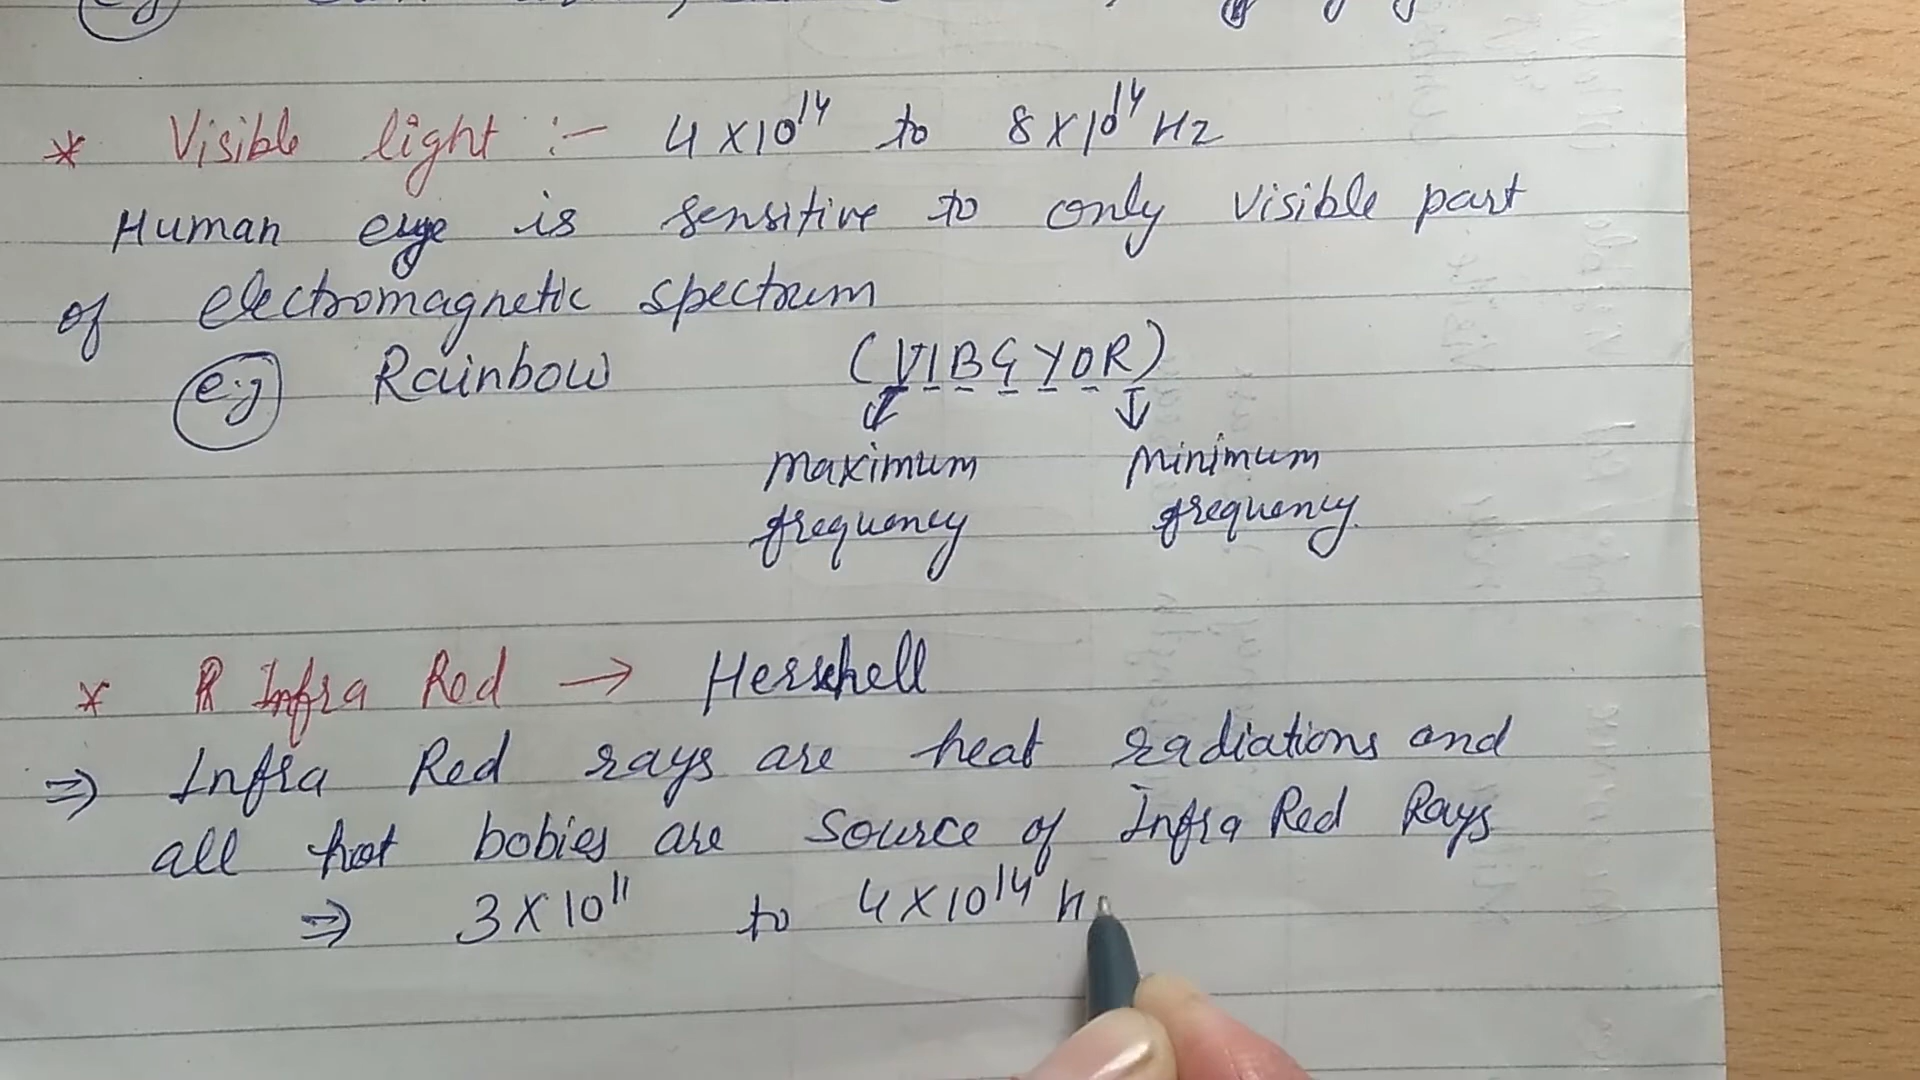 * Visible light :- 4 X10¹⁴ to 8 X10¹⁴ Hz
Human eye is sensitive to only visible part
of electromagnetic spectrum
e.g Rainbow (VIBGYOR)
maximum minimum
frequency frequency.
* Infra Red → Herschell
⇒ Infra Red rays are heat radiations and
all hot bobies are source of Infra Red Rays
⇒ 3 X 10¹¹ to 4 X 10¹⁴ H